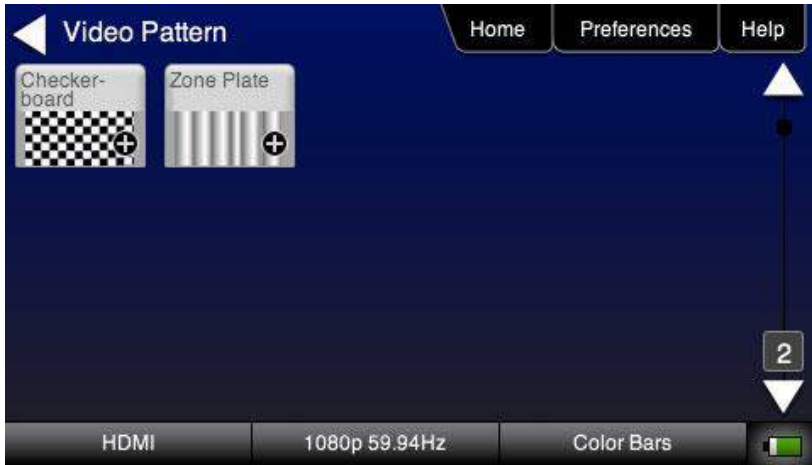 Video Pattern
Home
Preferences
Help
Checker-
board
Zone Plate
2
HDMI
1080p 59.94Hz
Color Bars